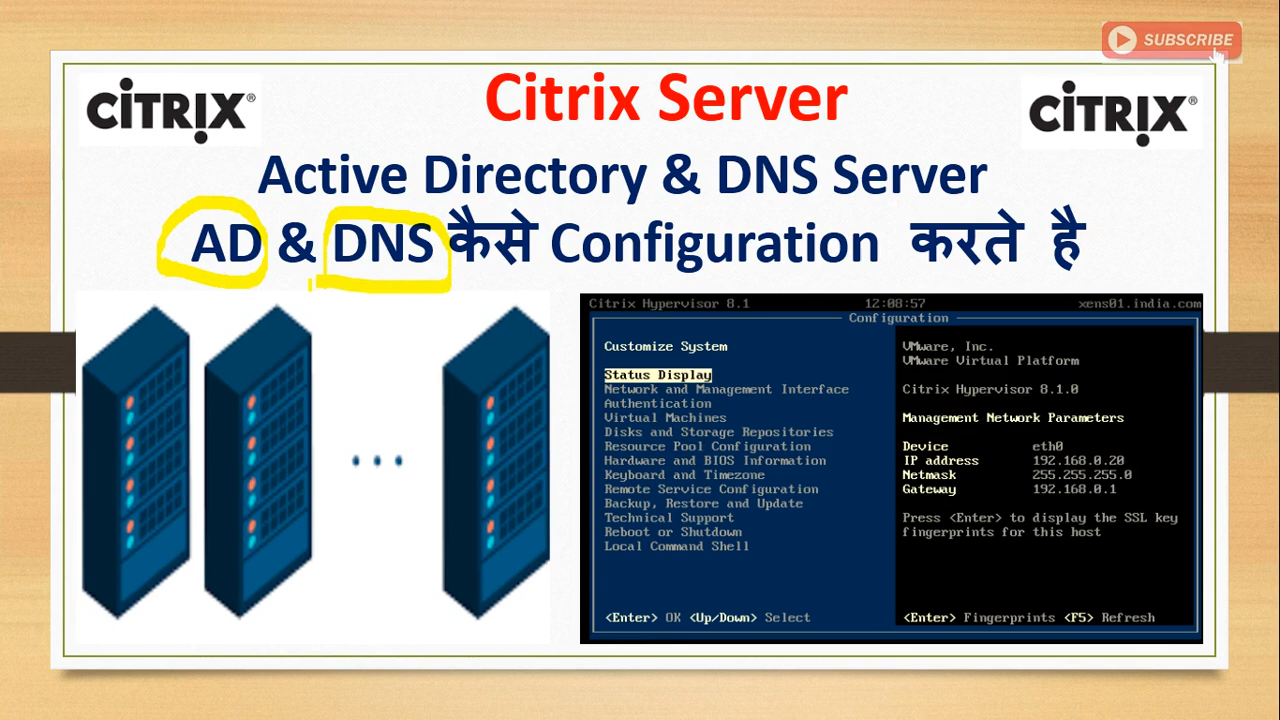 SUBSCRIBE
CİTRIX® Citrix Server CİTRIX®
Active Directory & DNS Server
AD & DNS कैसे Configuration करते है
Citrix Hypervisor 8.1 12:08:57 xens01.india.com
Configuration
Customize System
Status Display
Network and Management Interface
Authentication
Virtual Machines
Disks and Storage Repositories
Resource Pool Configuration
Hardware and BIOS Information
Keyboard and Timezone
Remote Service Configuration
Backup, Restore and Update
Technical Support
Reboot or Shutdown
Local Command Shell
<Enter> OK <Up/Down> Select
VMware, Inc.
VMware Virtual Platform
Citrix Hypervisor 8.1.0
Management Network Parameters
Device eth0
IP address 192.168.0.20
Netmask 255.255.255.0
Gateway 192.168.0.1
Press <Enter> to display the SSL key
fingerprints for this host
<Enter> Fingerprints <F5> Refresh